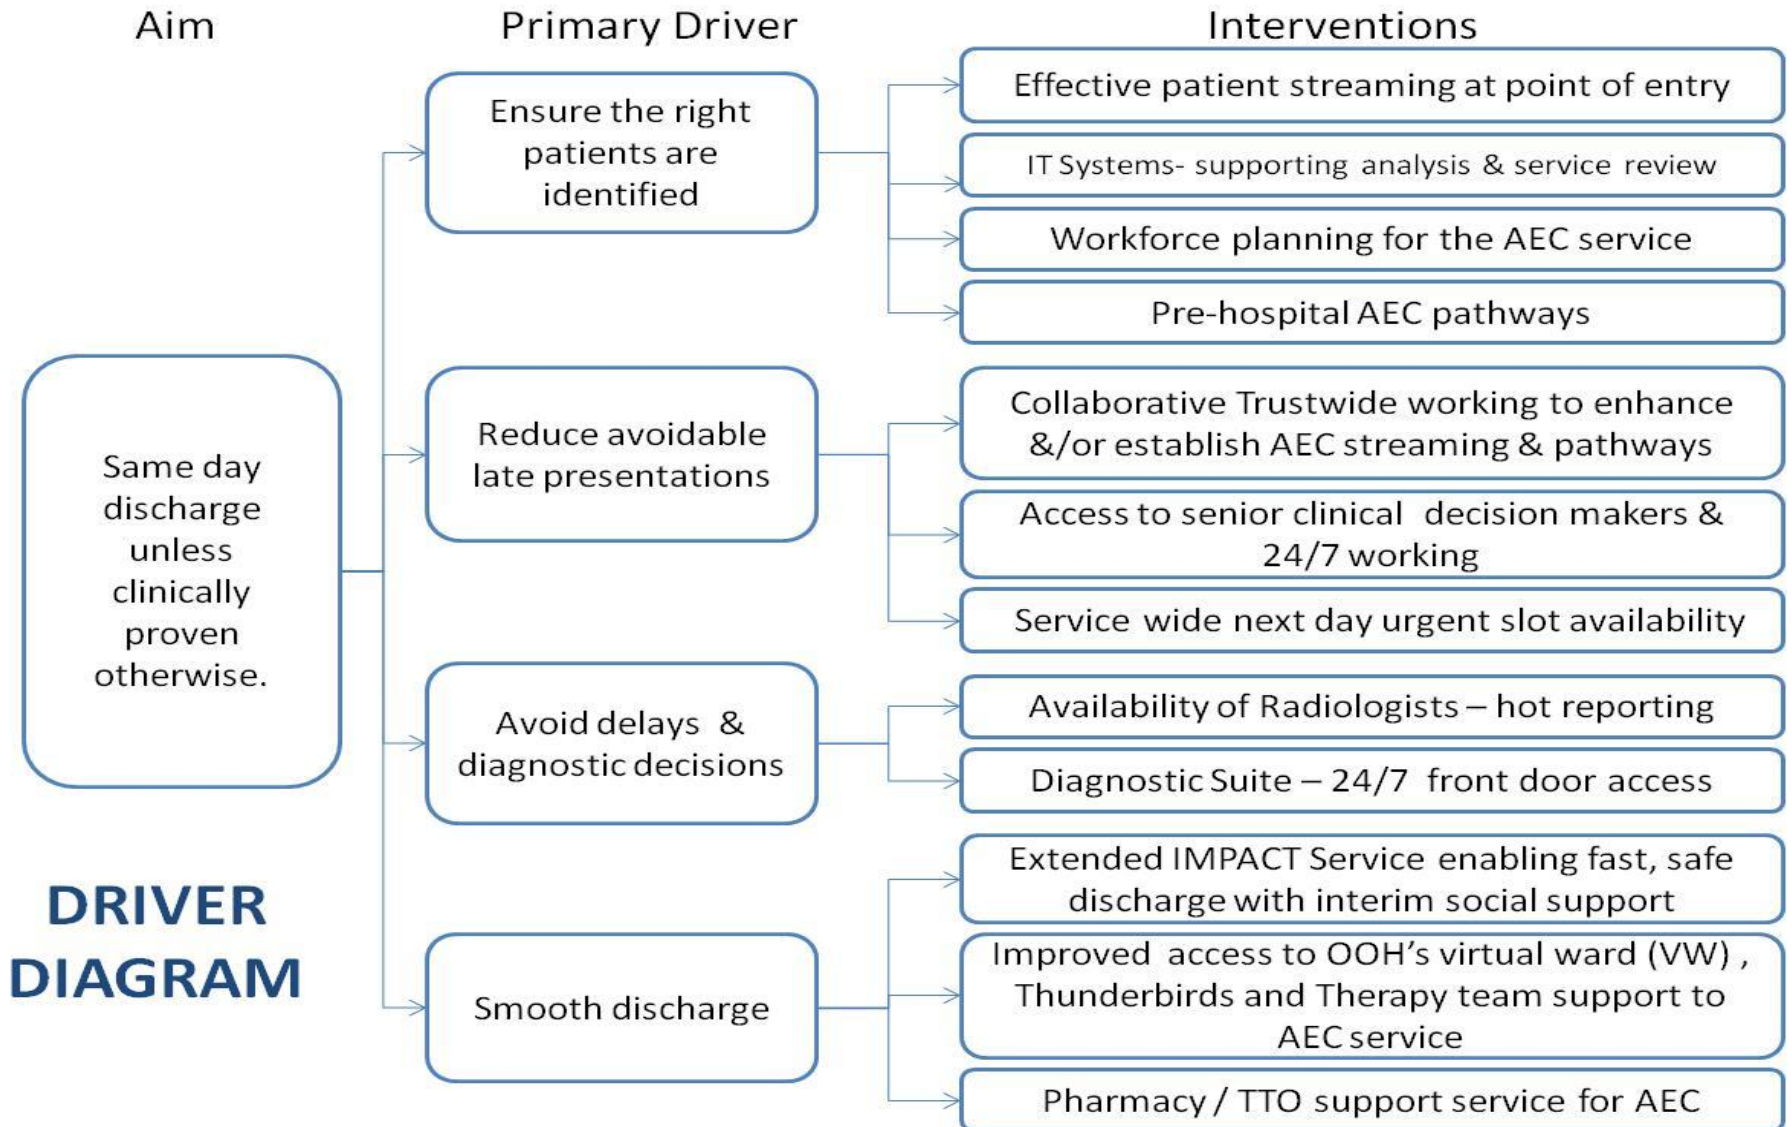 Aim
Primary Driver
Interventions
Same day
discharge
unless
clinically
proven
otherwise.
Ensure the right
patients are
identified
Effective patient streaming at point of entry
IT Systems- supporting analysis & service review
Workforce planning for the AEC service
Pre-hospital AEC pathways
Reduce avoidable
late presentations
Collaborative Trustwide working to enhance
&/or establish AEC streaming & pathways
Access to senior clinical decision makers &
24/7 working
Service wide next day urgent slot availability
Avoid delays &
diagnostic decisions
Availability of Radiologists – hot reporting
Diagnostic Suite – 24/7 front door access
Smooth discharge
Extended IMPACT Service enabling fast, safe
discharge with interim social support
Improved access to OOH’s virtual ward (VW) ,
Thunderbirds and Therapy team support to
AEC service
Pharmacy / TTO support service for AEC
DRIVER
DIAGRAM